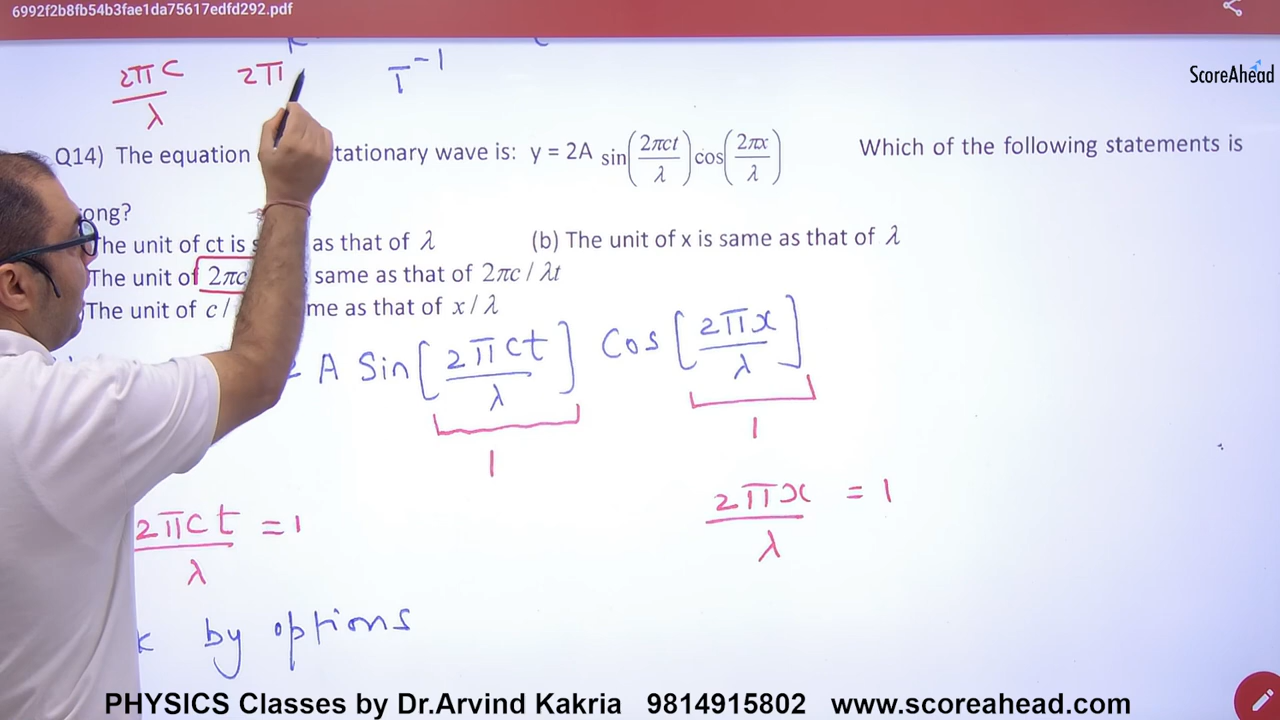 6992f2b8fb54b3fae1da75617edfd292.pdf
ScoreAhead
2πc/λ 2π T⁻¹
Q14) The equation tationary wave is: y = 2A sin(2πct/λ) cos(2πx/λ) Which of the following statements is
ong?
he unit of ct is s as that of λ (b) The unit of x is same as that of λ
The unit of 2πc same as that of 2πc / λt
The unit of c / me as that of x / λ
A Sin[2πct/λ] Cos[2πx/λ]
1 1
2πct/λ = 1 2πx/λ = 1
by options
PHYSICS Classes by Dr.Arvind Kakria 9814915802 www.scoreahead.com